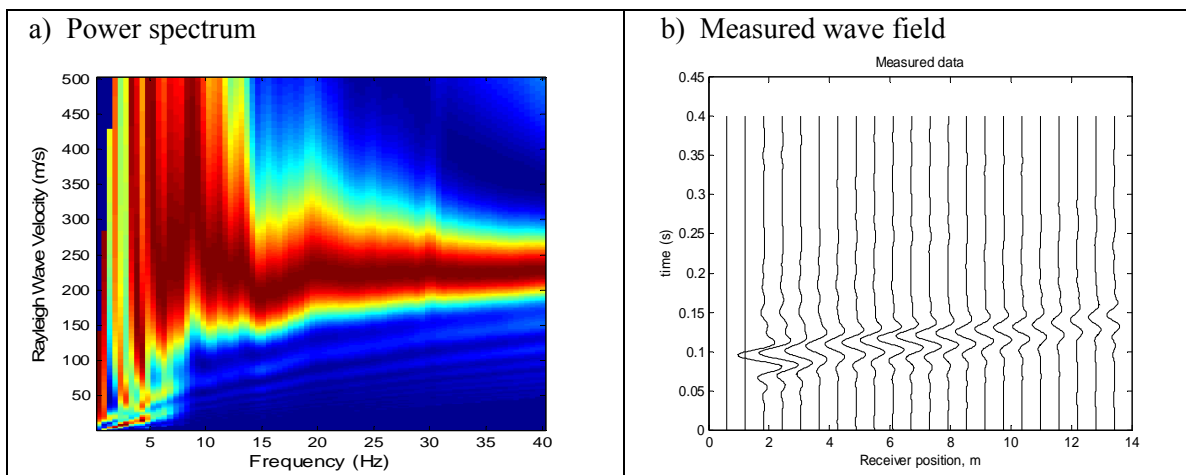 a) Power spectrum
500
450
400
350
300
250
200
150
100
50
Rayleigh Wave Velocity (m/s)
5 10 15 20 25 30 35 40
Frequency (Hz)
b) Measured wave field
Measured data
0.45
0.4
0.35
0.3
0.25
0.2
0.15
0.1
0.05
0
time (s)
0 2 4 6 8 10 12 14
Receiver position, m